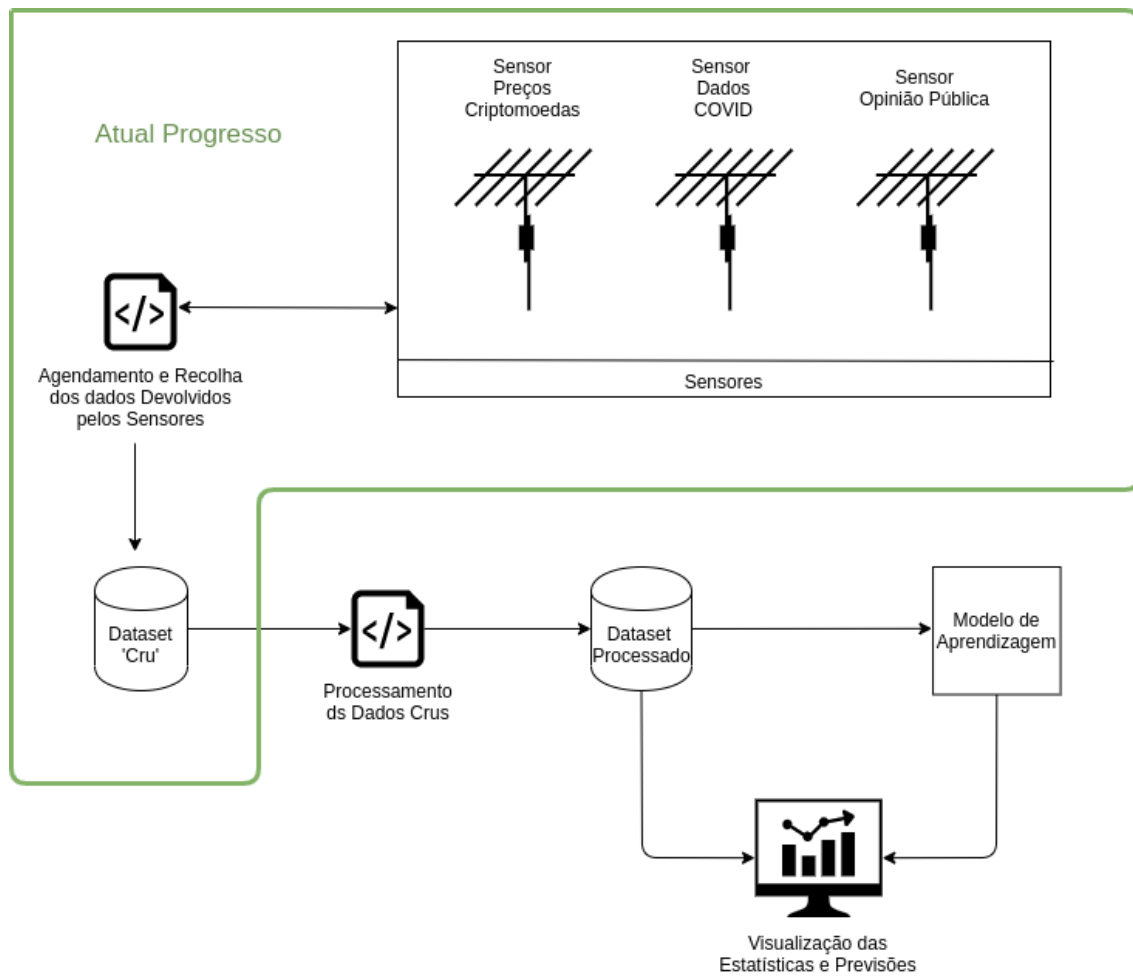 Sensor
Preços
Criptomoedas
Sensor
Dados
COVID
Sensor
Opinião Pública
Atual Progresso
</>
Agendamento e Recolha
dos dados Devolvidos
pelos Sensores
Sensores
Dataset
'Cru'
</>
Processamento
ds Dados Crus
Dataset
Processado
Modelo de
Aprendizagem
Visualização das
Estatísticas e Previsões